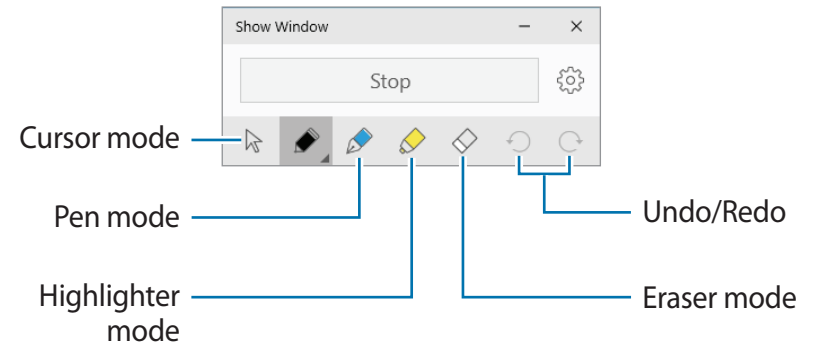 Show Window
Stop
Cursor mode
Pen mode
Undo/Redo
Highlighter
mode
Eraser mode